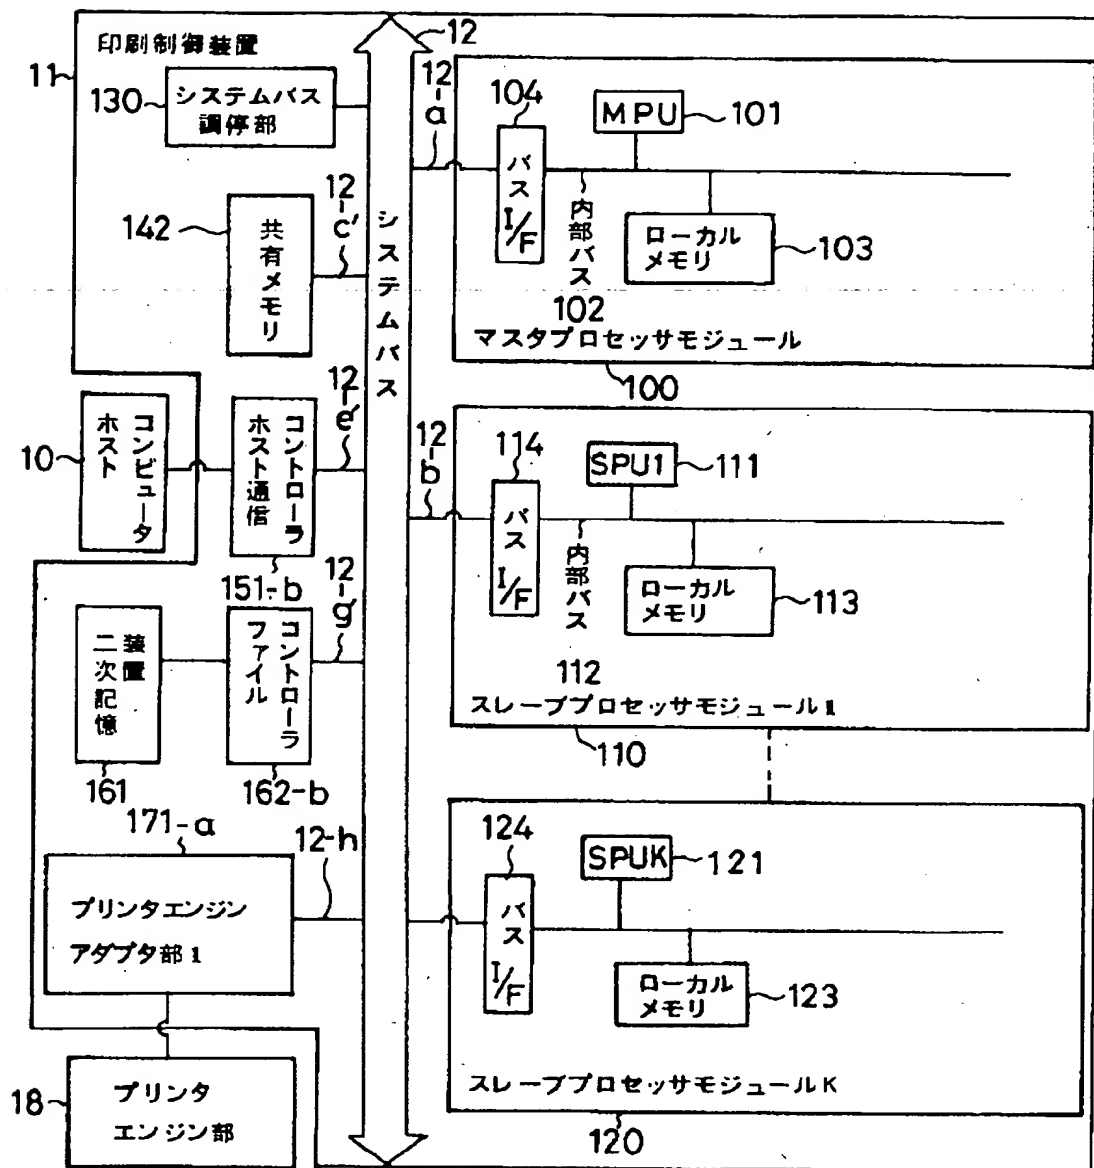 印刷制御装置
11
12
130
システムバス
調停部
142
共有メモリ
12-c'
システムバス
12-a
104
バス I/F
MPU
101
内部バス
102
ローカル
メモリ
103
マスタプロセッサモジュール
100
10
ホスト
コンピュータ
ホスト通信
コントローラ
151-b
12-e'
12-b
114
バス I/F
SPU1
111
内部バス
112
ローカル
メモリ
113
スレーブプロセッサモジュール1
110
二次記憶
装置
161
ファイル
コントローラ
162-b
12-g'
171-a
プリンタエンジン
アダプタ部1
12-h
124
バス I/F
SPUK
121
ローカル
メモリ
123
スレーブプロセッサモジュールK
120
18
プリンタ
エンジン部